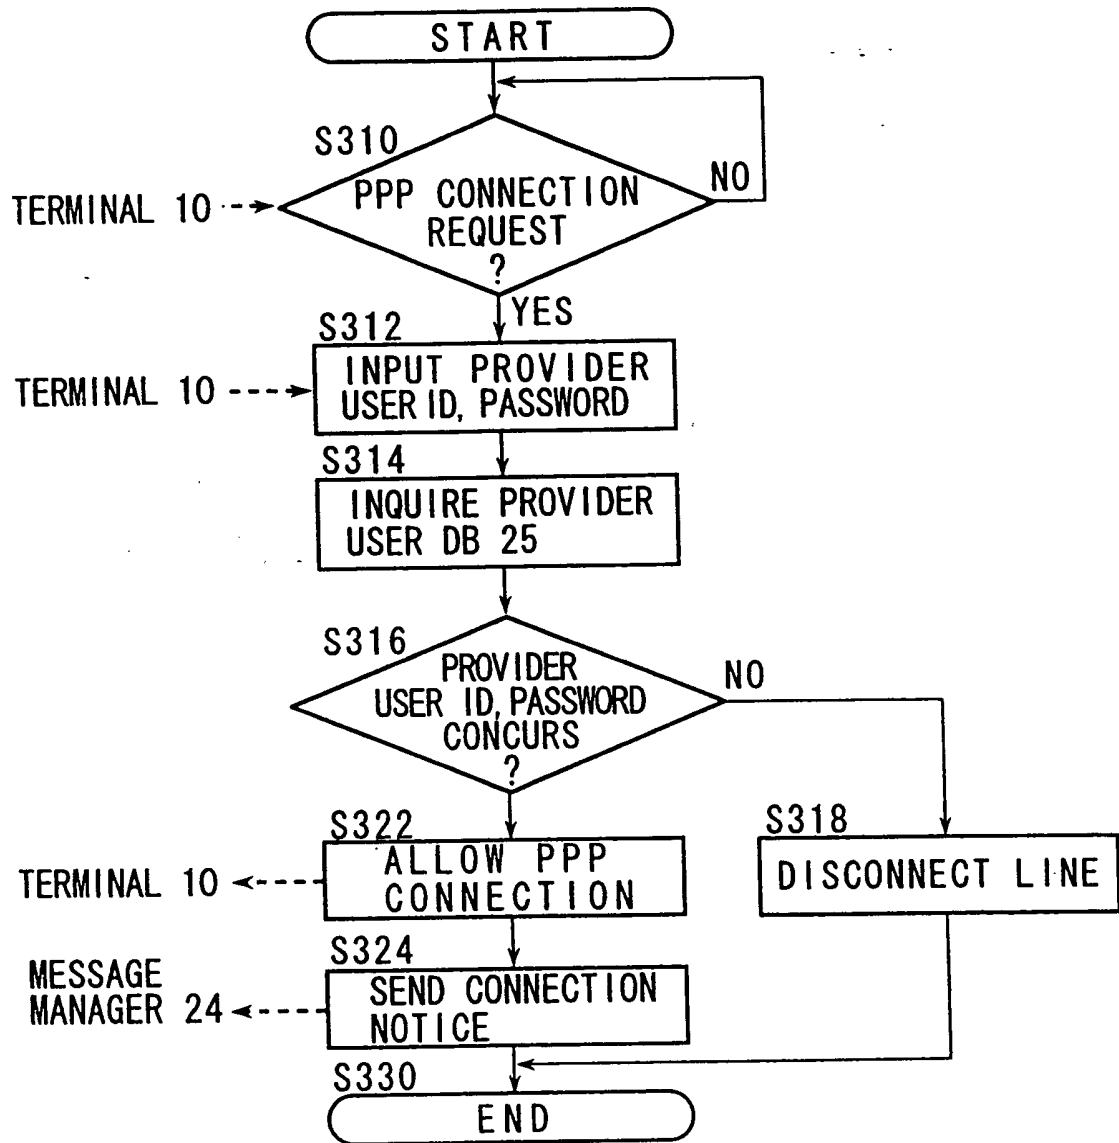 START
S310
NO
PPP CONNECTION
REQUEST
?
TERMINAL 10
YES
S312
INPUT PROVIDER
USER ID, PASSWORD
TERMINAL 10
S314
INQUIRE PROVIDER
USER DB 25
S316
PROVIDER
USER ID, PASSWORD
CONCURS
?
NO
S322
ALLOW PPP
CONNECTION
TERMINAL 10
S318
DISCONNECT LINE
S324
SEND CONNECTION
NOTICE
MESSAGE
MANAGER 24
S330
END